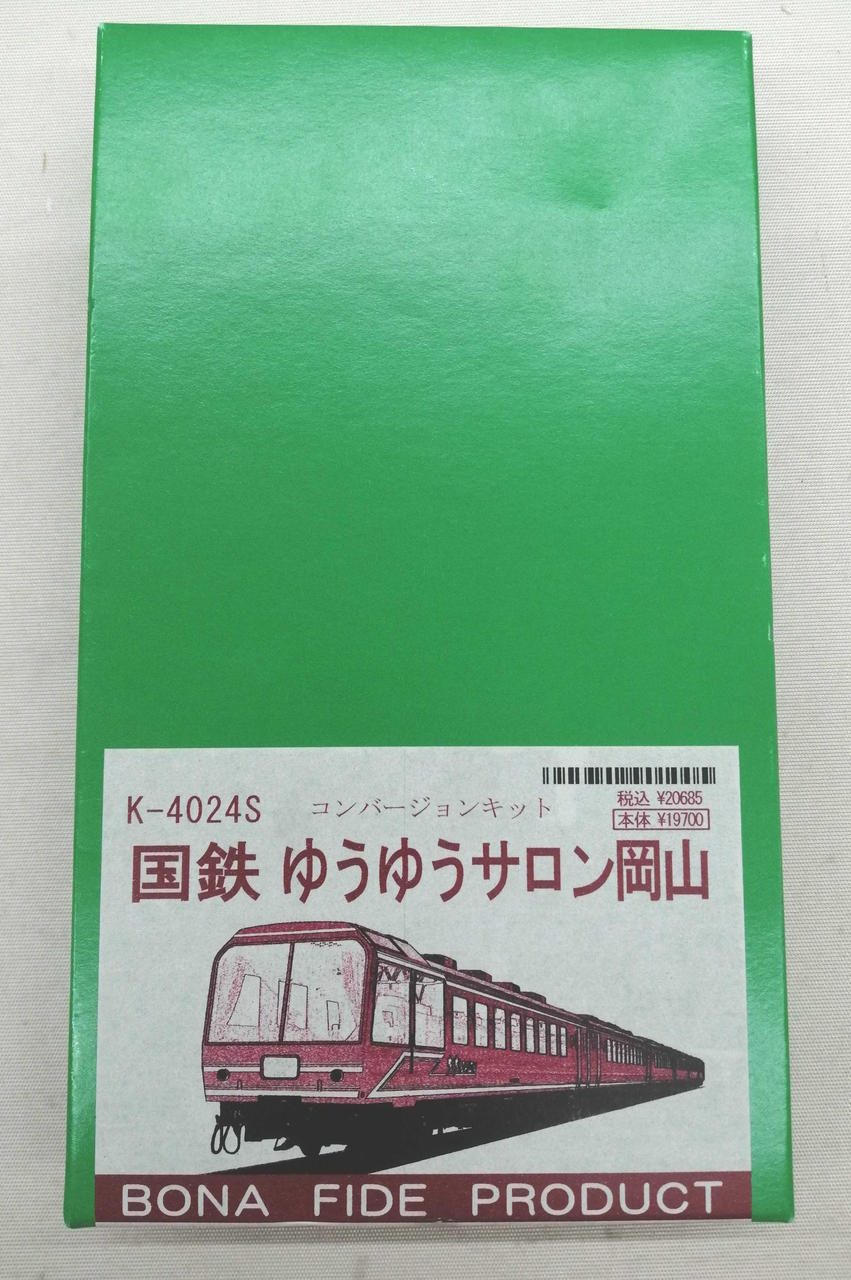 K-4024S コンバージョンキット 税込 ¥20685
本体 ¥19700
国鉄 ゆうゆうサロン岡山
BONA FIDE PRODUCT